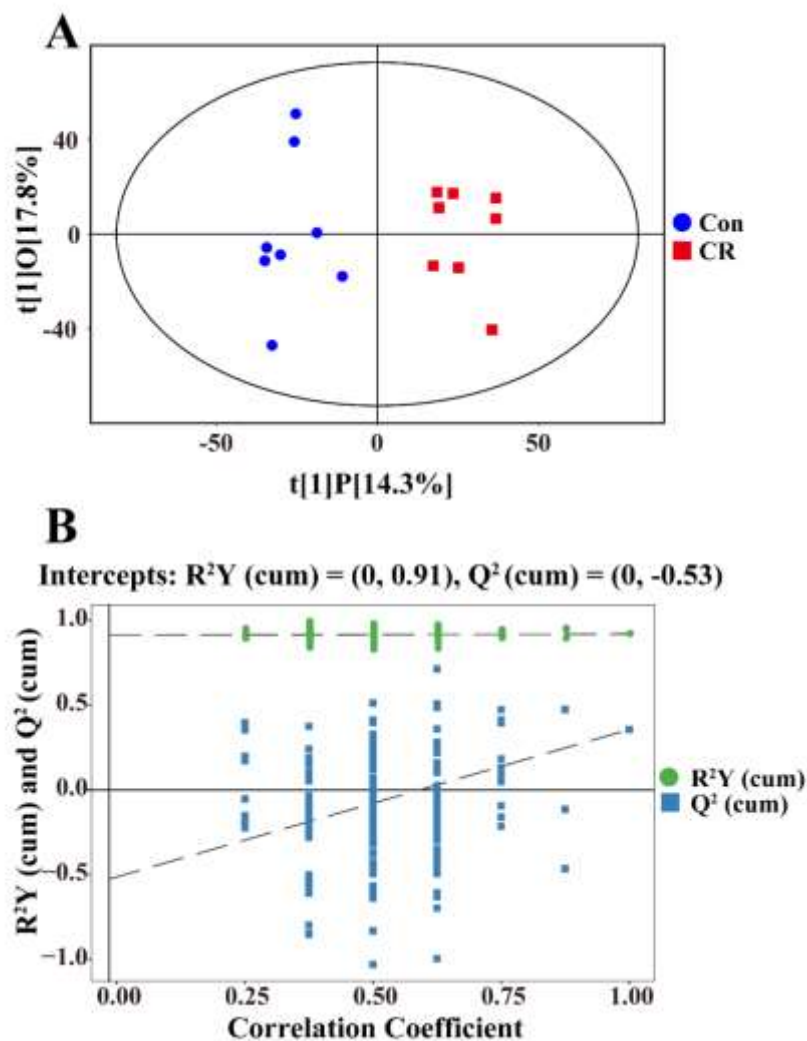 A
t[1]O[17.8%]
40
0
-40
-50
0
50
t[1]P[14.3%]
Con
CR
B
Intercepts: R²Y (cum) = (0, 0.91), Q² (cum) = (0, -0.53)
R²Y (cum) and Q² (cum)
1.0
0.5
0.0
−0.5
−1.0
0.00
0.25
0.50
0.75
1.00
Correlation Coefficient
R²Y (cum)
Q² (cum)